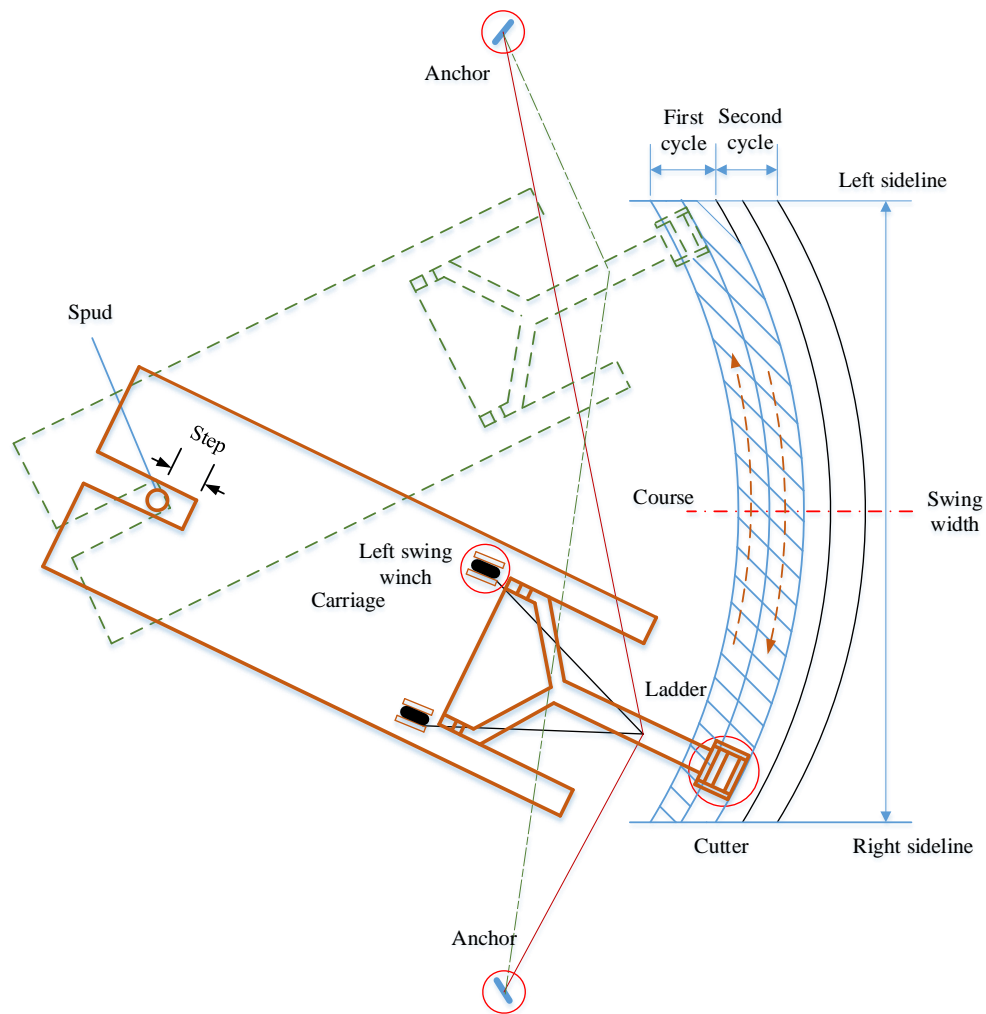 Anchor
First
cycle
Second
cycle
Left sideline
Spud
Step
Course
Swing
width
Left swing
winch
Carriage
Ladder
Cutter
Right sideline
Anchor